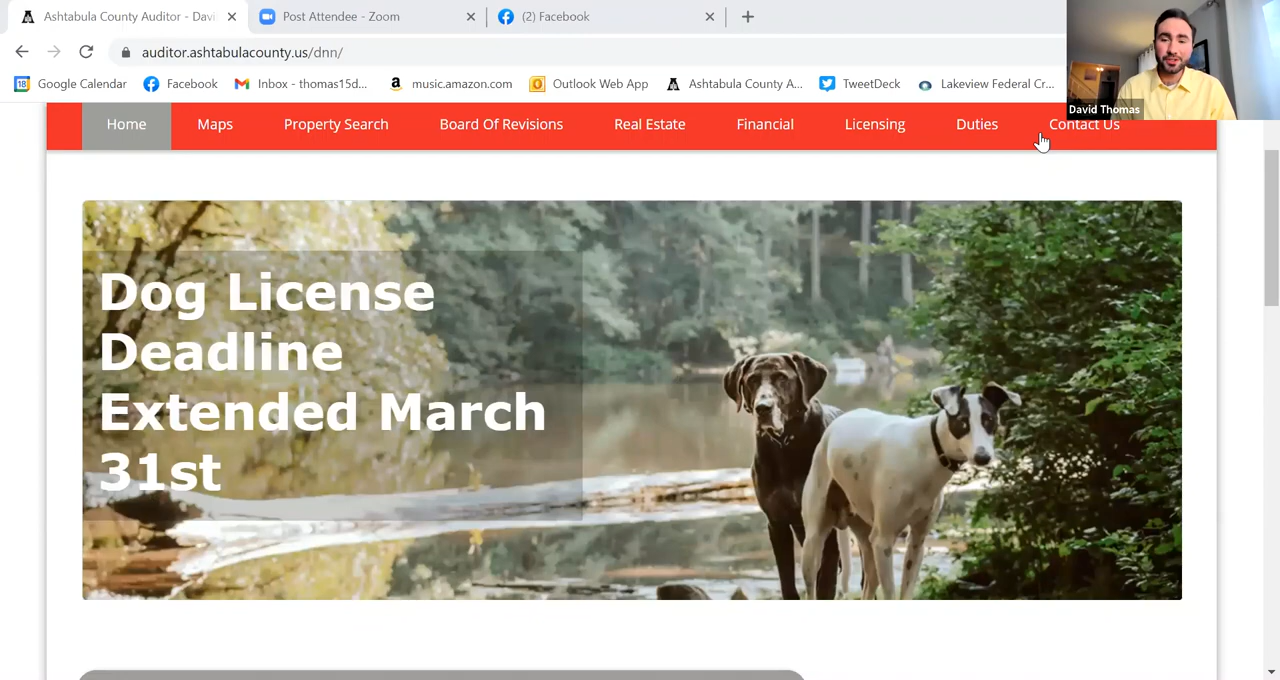 Ashtabula County Auditor - Davi
Post Attendee - Zoom
(2) Facebook
auditor.ashtabulacounty.us/dnn/
18 Google Calendar
Facebook
Inbox - thomas15d...
music.amazon.com
Outlook Web App
Ashtabula County A...
TweetDeck
Lakeview Federal Cr...
David Thomas
Home
Maps
Property Search
Board Of Revisions
Real Estate
Financial
Licensing
Duties
Contact Us
Dog License
Deadline
Extended March
31st